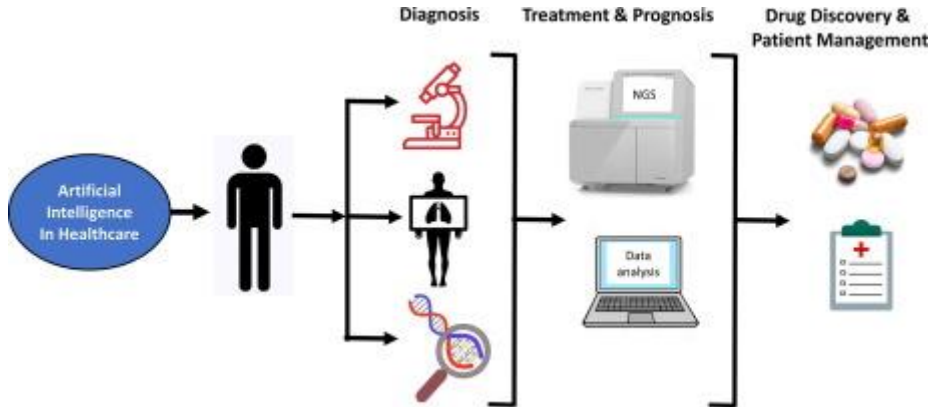 Diagnosis
Treatment & Prognosis
Drug Discovery &
Patient Management
NGS
Artificial
Intelligence
In Healthcare
Data
analysis